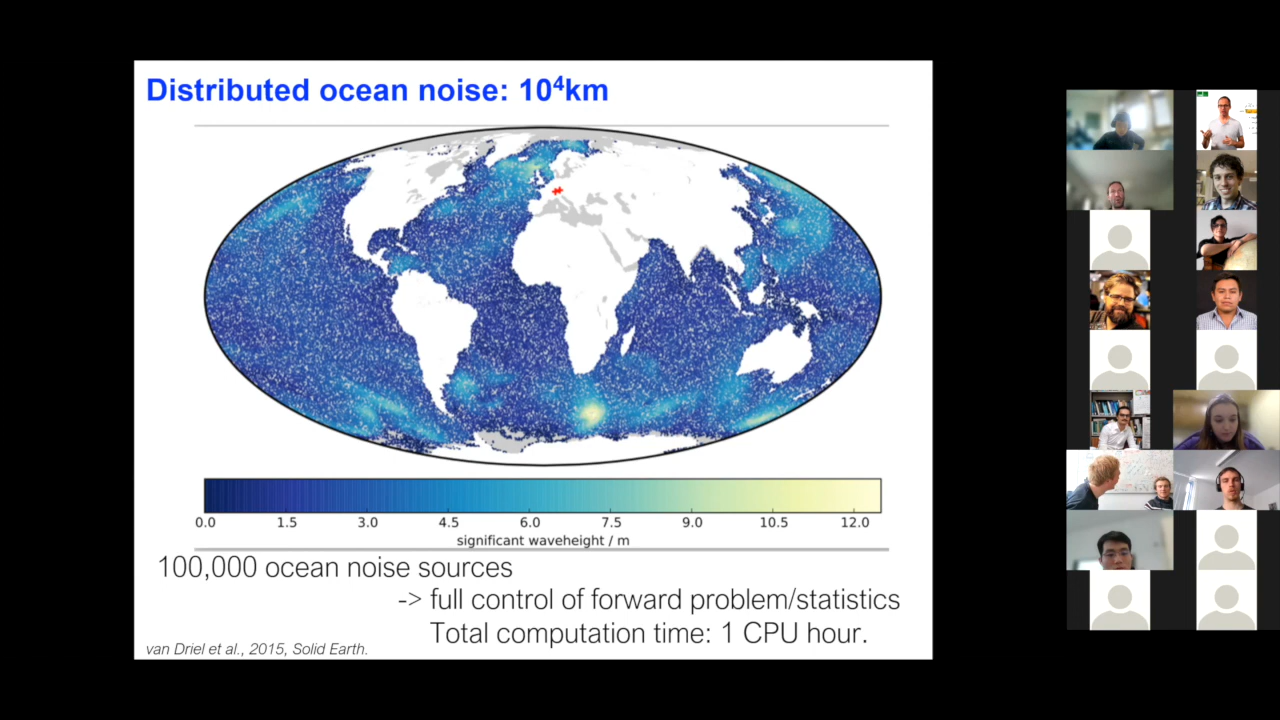 Distributed ocean noise: 10⁴km
0.0 1.5 3.0 4.5 6.0 7.5 9.0 10.5 12.0
significant waveheight / m
100,000 ocean noise sources
-> full control of forward problem/statistics
Total computation time: 1 CPU hour.
van Driel et al., 2015, Solid Earth.